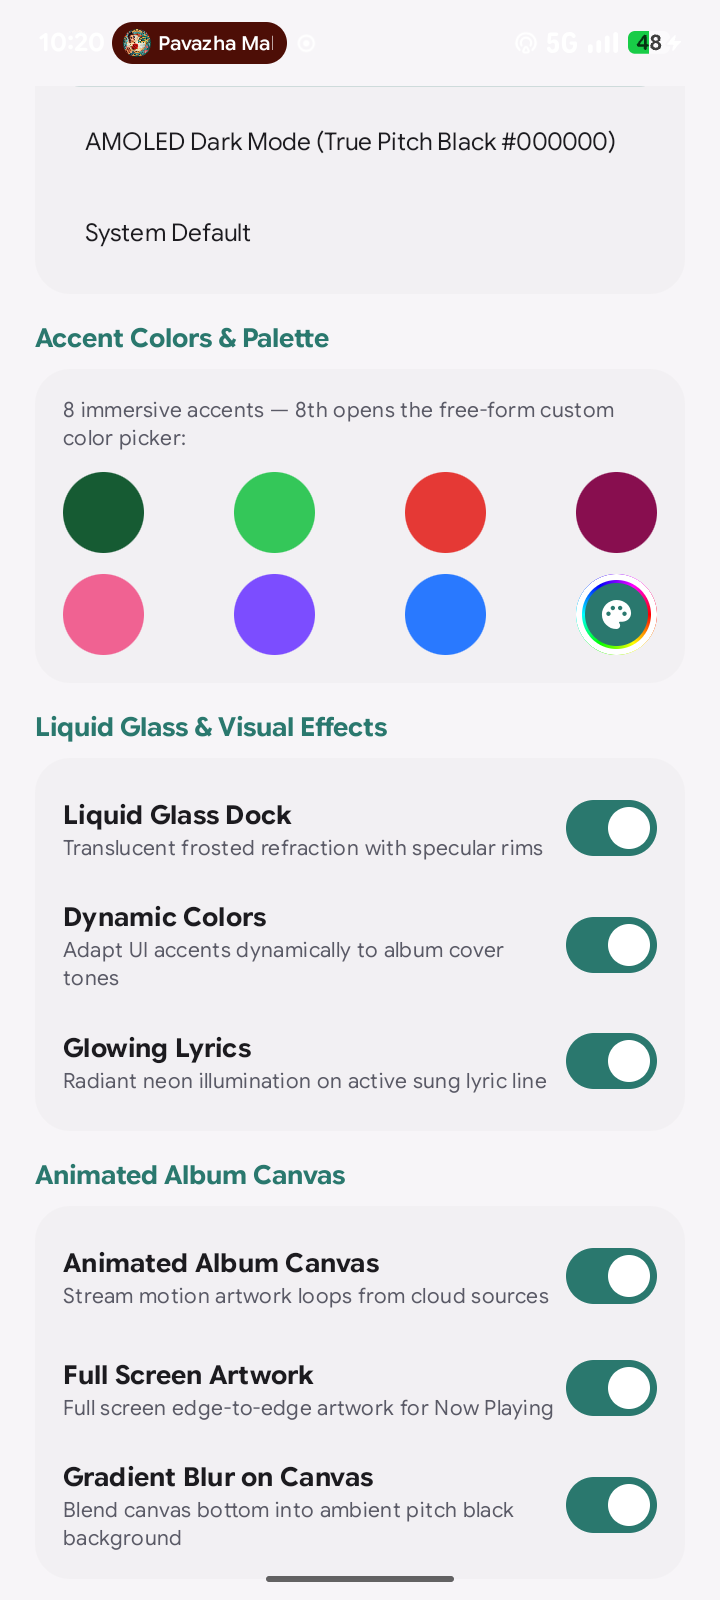 10:20
Pavazha Mal
5G
48
AMOLED Dark Mode (True Pitch Black #000000)
System Default
Accent Colors & Palette
8 immersive accents — 8th opens the free-form custom
color picker:
Liquid Glass & Visual Effects
Liquid Glass Dock
Translucent frosted refraction with specular rims
Dynamic Colors
Adapt UI accents dynamically to album cover
tones
Glowing Lyrics
Radiant neon illumination on active sung lyric line
Animated Album Canvas
Animated Album Canvas
Stream motion artwork loops from cloud sources
Full Screen Artwork
Full screen edge-to-edge artwork for Now Playing
Gradient Blur on Canvas
Blend canvas bottom into ambient pitch black
background